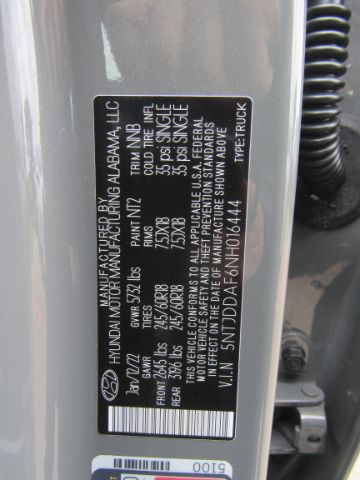 MANUFACTURED BY
HYUNDAI MOTOR MANUFACTURING ALABAMA, LLC
Jan/12/22 GVWR 5732 lbs PAINT NT2 TRIM NNB
GAWR TIRES RIMS COLD TIRE INFL
FRONT 2645 lbs 245/60R18 7.5JX18 35 psi SINGLE
REAR 3196 lbs 245/60R18 7.5JX18 35 psi SINGLE
THIS VEHICLE CONFORMS TO ALL APPLICABLE U.S.A. FEDERAL
MOTOR VEHICLE SAFETY
STANDARDS IN EFFECT ON THE DATE OF MANUFACTURE SHOWN ABOVE
V.I.N 5NTJDDAF6NH016444
TYPE:TRUCK
5100